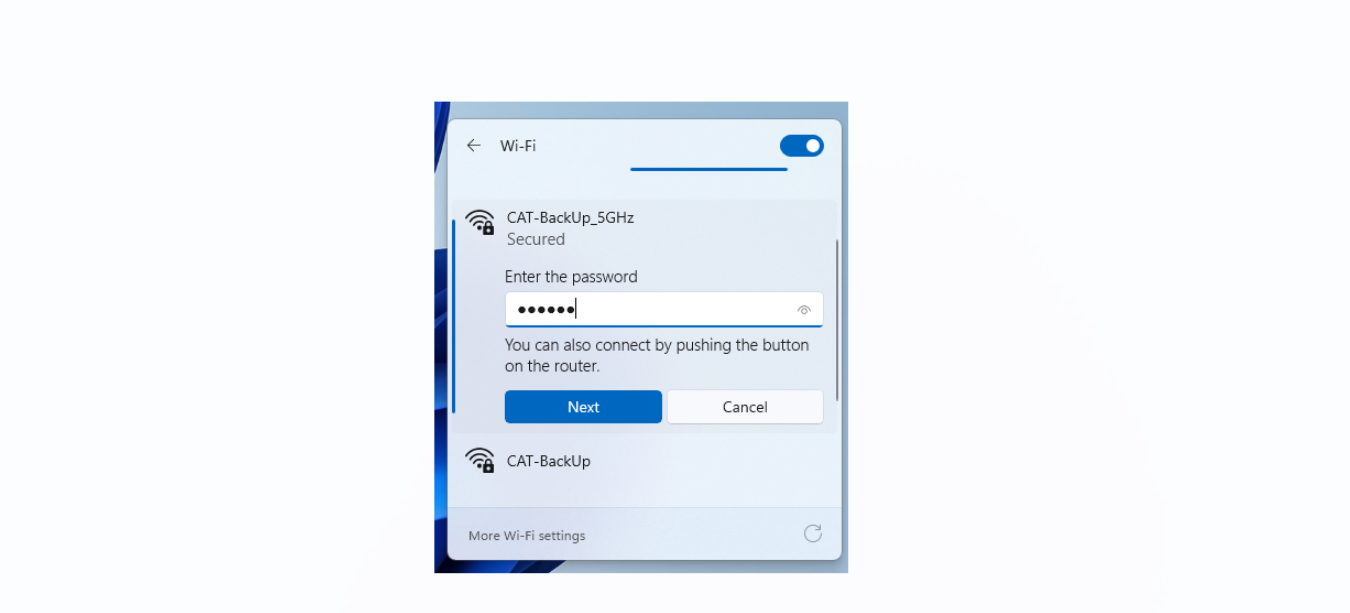 Wi-Fi
CAT-BackUp_5GHz
Secured
Enter the password
••••••
You can also connect by pushing the button
on the router.
Next
Cancel
CAT-BackUp
More Wi-Fi settings